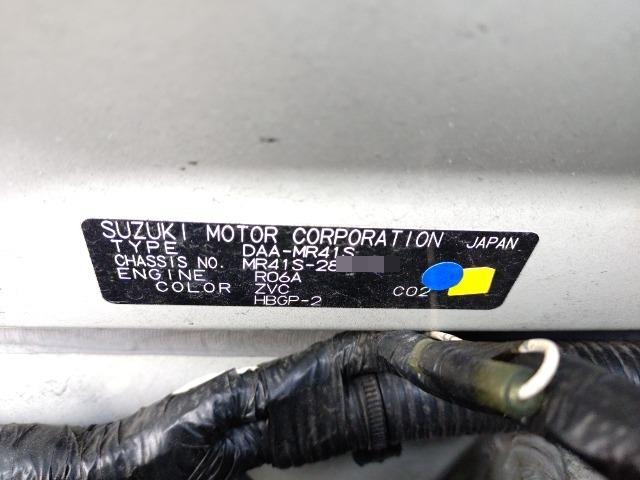 SUZUKI MOTOR CORPORATION JAPAN
TYPE DAA-MR41S
CHASSIS NO. MR41S-28
ENGINE R06A
COLOR ZVC C02
HBGP-2